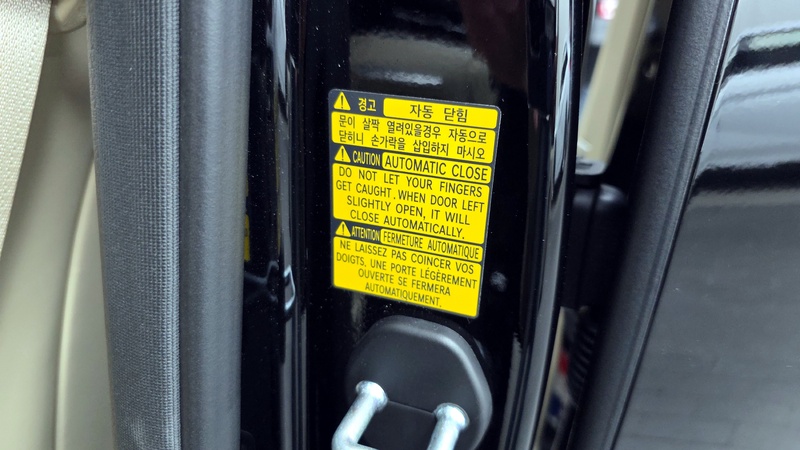 경고 자동 닫힘
문이 살짝 열려있을경우 자동으로
닫히니 손가락을 삽입하지 마시오
CAUTION AUTOMATIC CLOSE
DO NOT LET YOUR FINGERS
GET CAUGHT. WHEN DOOR LEFT
SLIGHTLY OPEN, IT WILL
CLOSE AUTOMATICALLY.
ATTENTION FERMETURE AUTOMATIQUE
NE LAISSEZ PAS COINCER VOS
DOIGTS. UNE PORTE LÉGÈREMENT
OUVERTE SE FERMERA
AUTOMATIQUEMENT.